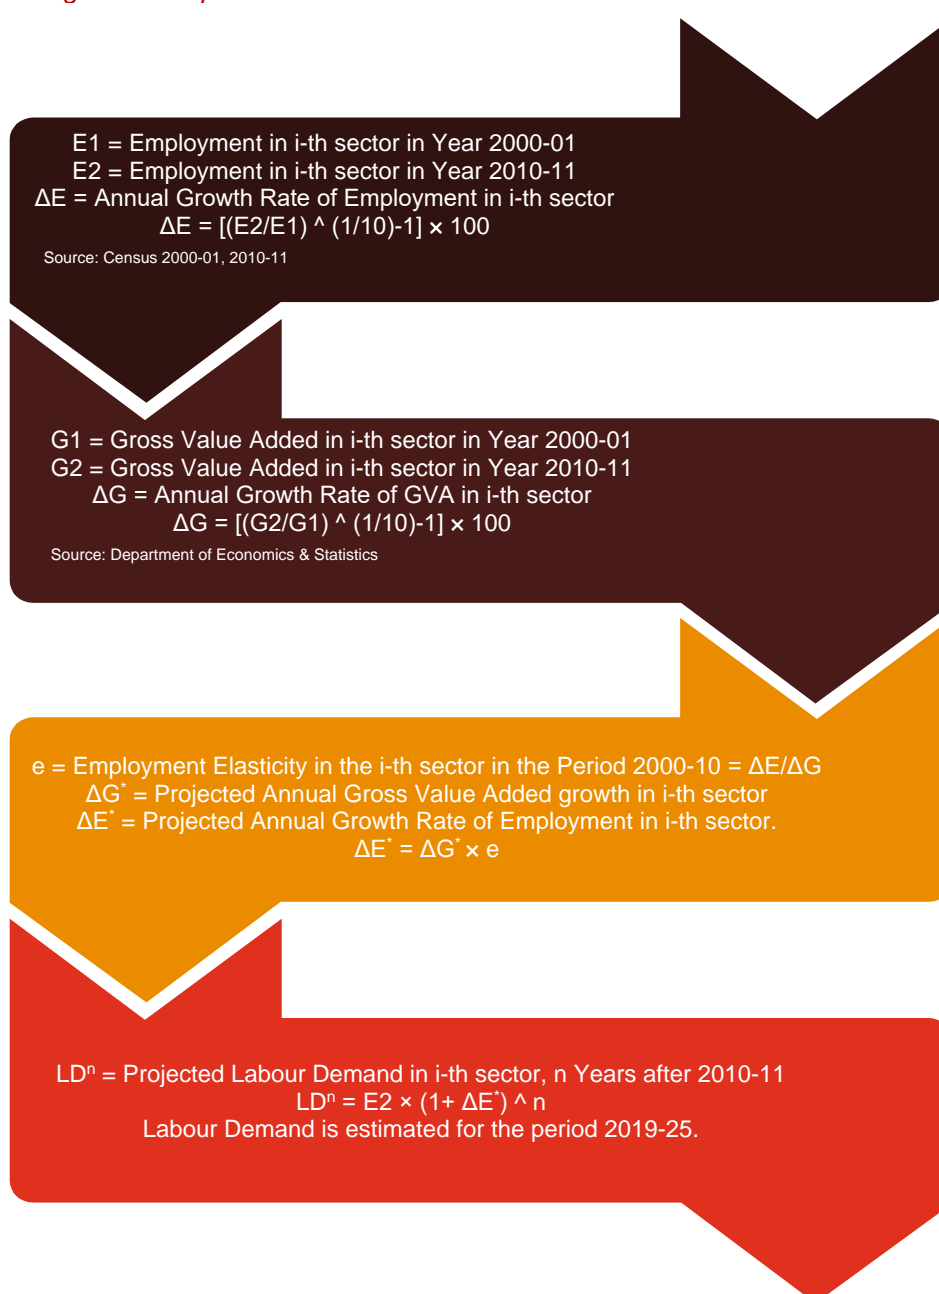 E1 = Employment in i-th sector in Year 2000-01
E2 = Employment in i-th sector in Year 2010-11
ΔE = Annual Growth Rate of Employment in i-th sector
ΔE = [(E2/E1) ^ (1/10)-1] × 100
Source: Census 2000-01, 2010-11
G1 = Gross Value Added in i-th sector in Year 2000-01
G2 = Gross Value Added in i-th sector in Year 2010-11
ΔG = Annual Growth Rate of GVA in i-th sector
ΔG = [(G2/G1) ^ (1/10)-1] × 100
Source: Department of Economics & Statistics
e = Employment Elasticity in the i-th sector in the Period 2000-10 = ΔE/ΔG
ΔG* = Projected Annual Gross Value Added growth in i-th sector
ΔE* = Projected Annual Growth Rate of Employment in i-th sector.
ΔE* = ΔG* × e
LDⁿ = Projected Labour Demand in i-th sector, n Years after 2010-11
LDⁿ = E2 × (1+ ΔE*) ^ n
Labour Demand is estimated for the period 2019-25.